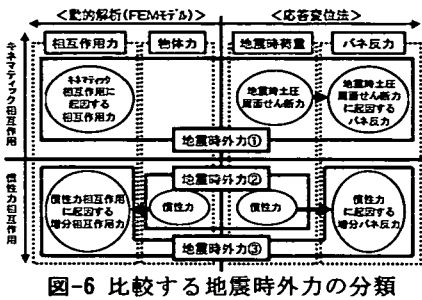 ＜動的解析(FEMモデル)＞
＜応答変位法＞
相互作用力
物体力
地震時荷重
バネ反力
キネマティック相互作用
キネマティック
相互作用に
起因する
相互作用力
地震時土圧
周面せん断力
地震時土圧
周面せん断力
に起因する
バネ反力
地震時外力①
慣性力相互作用
地震時外力②
慣性力相互作用
に起因する
増分相互作用力
慣性力
慣性力
慣性力
に起因する
増分バネ反力
地震時外力③
図-6 比較する地震時外力の分類